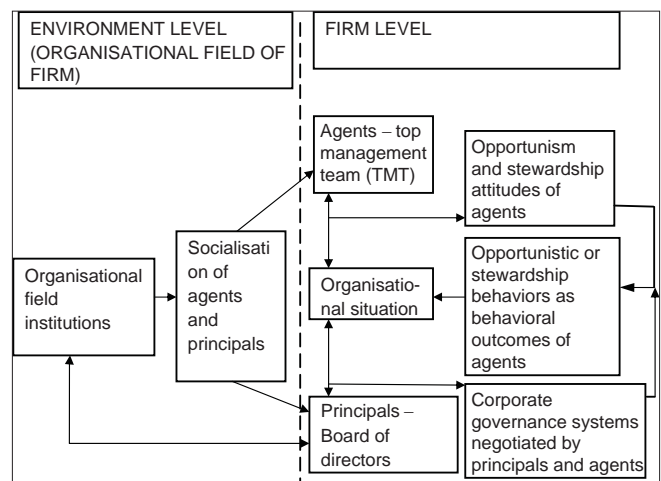 ENVIRONMENT LEVEL
(ORGANISATIONAL FIELD OF
FIRM)
FIRM LEVEL
Agents – top
management
team (TMT)
Opportunism
and stewardship
attitudes of
agents
Socialisati
on of
agents
and
principals
Organisational
field
institutions
Organisatio-
nal situation
Opportunistic or
stewardship
behaviors as
behavioral
outcomes of
agents
Principals –
Board of
directors
Corporate
governance systems
negotiated by
principals and agents